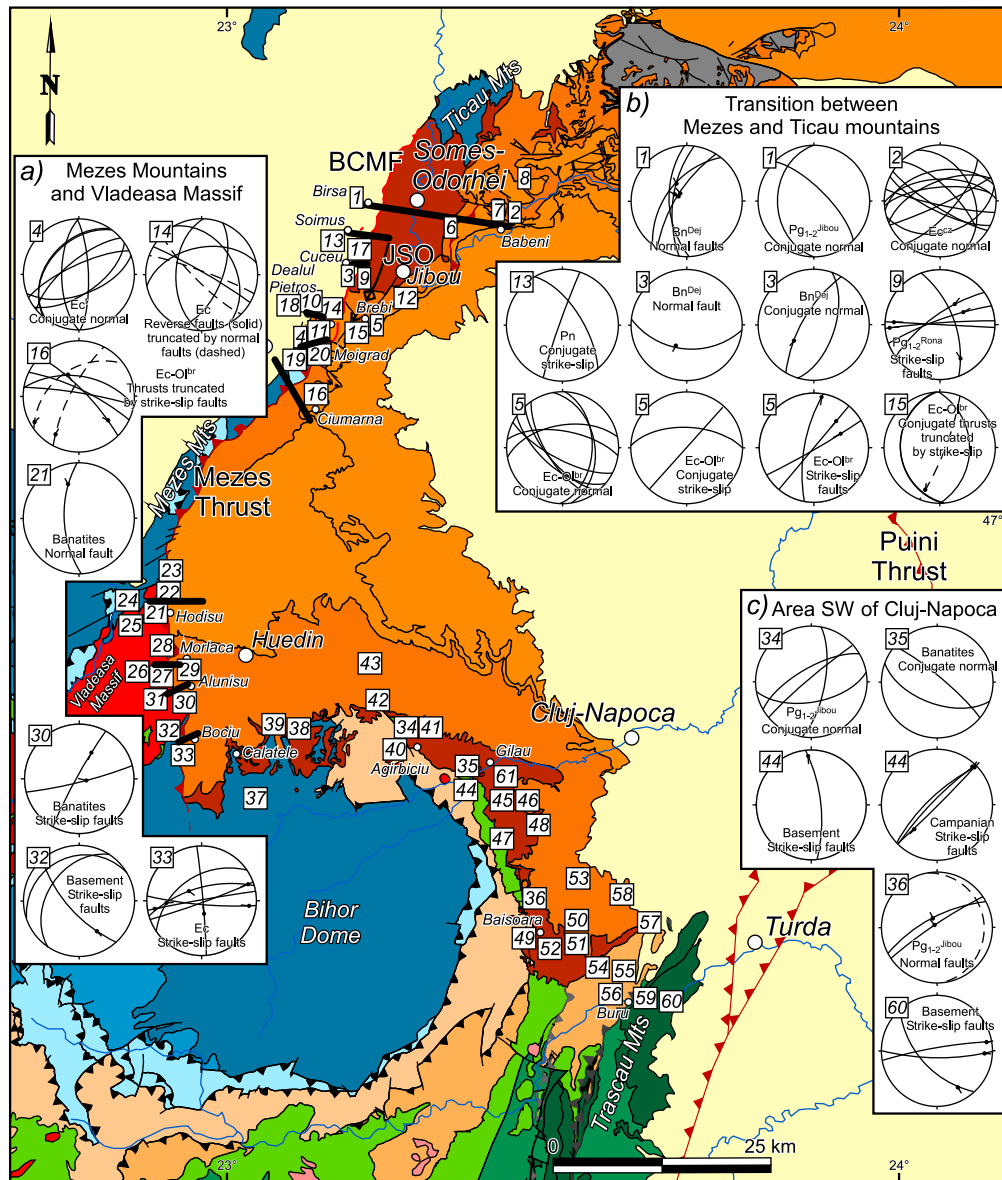 23°
24°
N
Ticau Mts
BCMF
Somes-
Odorhei
Birsa
1
8
7
2
6
Babeni
Soimus
13
17
JSO
Cuceu
3
9
Jibou
Dealul
Pietros
18
10
14
12
Brebi
4
11
15
5
19
20
Moigrad
16
Ciumarna
Mezes Mts
Mezes
Thrust
23
22
24
21
Hodisu
25
28
Morlaca
Huedin
26
27
29
Alunisu
Vladeasa
Massif
31
30
32
Bociu
33
Calatele
39
38
37
43
42
34
41
40
Agirbiciu
Cluj-Napoca
35
Gilau
61
44
45
46
47
48
53
58
36
Baisoara
50
57
49
52
51
54
55
56
59
60
Buru
Bihor
Dome
Trascau Mts
Turda
Puini
Thrust
47°
0
25 km
23°
24°
a) Mezes Mountains
and Vladeasa Massif
4
Ec
Conjugate normal
14
Ec
Reverse faults (solid)
truncated by normal
faults (dashed)
16
Ec-Ol^br
Thrusts truncated
by strike-slip faults
21
Banatites
Normal fault
30
Banatites
Strike-slip faults
32
Basement
Strike-slip
faults
33
Ec
Strike-slip faults
b) Transition between
Mezes and Ticau mountains
1
Bn^Dej
Normal faults
1
Pg1-2^Jibou
Conjugate normal
2
Ec^cz
Conjugate normal
13
Pn
Conjugate
strike-slip
3
Bn^Dej
Normal fault
3
Bn^Dej
Conjugate
normal
9
Pg1-2^Rona
Strike-slip
faults
5
Ec-Ol^br
Conjugate normal
5
Ec-Ol^br
Conjugate
strike-slip
5
Ec-Ol^br
Strike-slip
faults
15
Ec-Ol^br
Conjugate thrusts
truncated
by strike-slip
c) Area SW of Cluj-Napoca
34
Pg1-2^Jibou
Conjugate normal
35
Banatites
Conjugate normal
44
Basement
Strike-slip faults
44
Campanian
Strike-slip
faults
36
Pg1-2^Jibou
Normal faults
60
Basement
Strike-slip faults